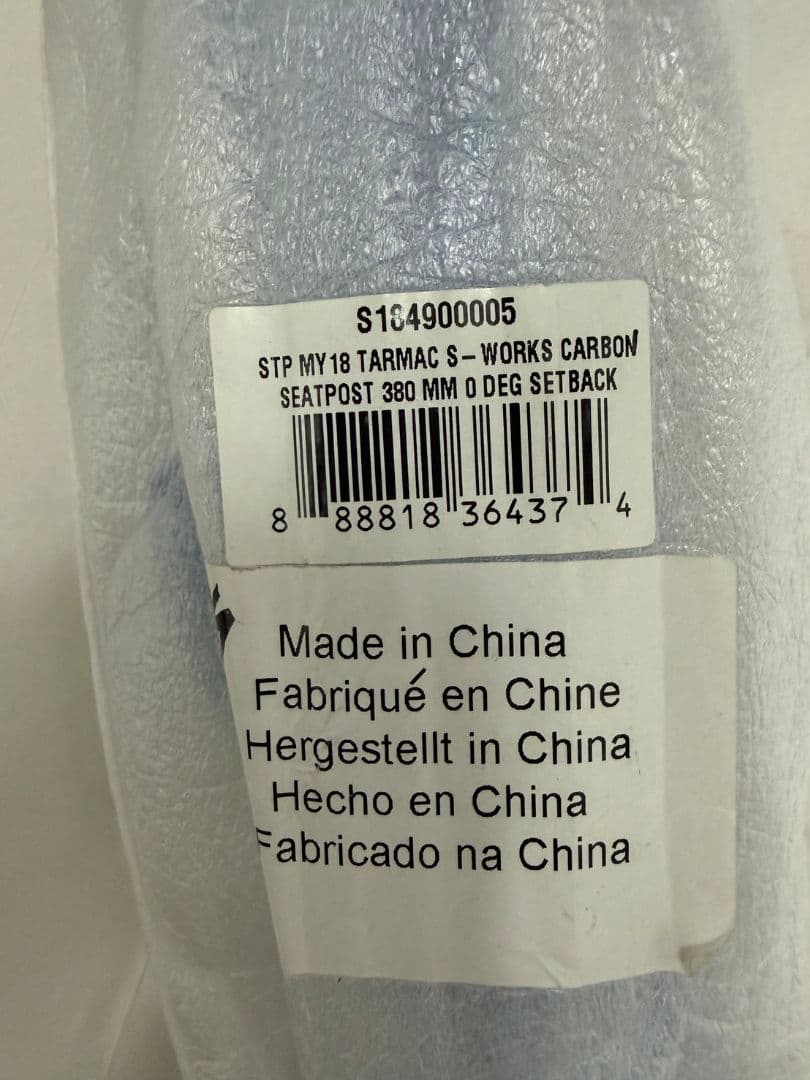 S184900005
STP MY18 TARMAC S-WORKS CARBON
SEATPOST 380 MM 0 DEG SETBACK
8 88818 36437 4
Made in China
Fabriqué en Chine
Hergestellt in China
Hecho en China
Fabricado na China